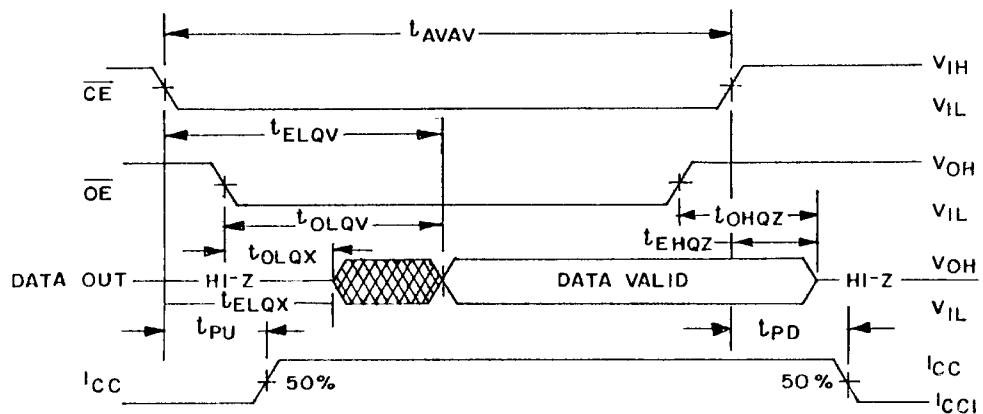 tAVAV
CE
VIH
VIL
tELQV
OE
VOH
VIL
tOLQV
tOHQZ
tOLQX
tEHQZ
DATA OUT
HI-Z
DATA VALID
HI-Z
VOH
VIL
tELQX
tPU
tPD
ICC
50%
50%
ICC
ICCI